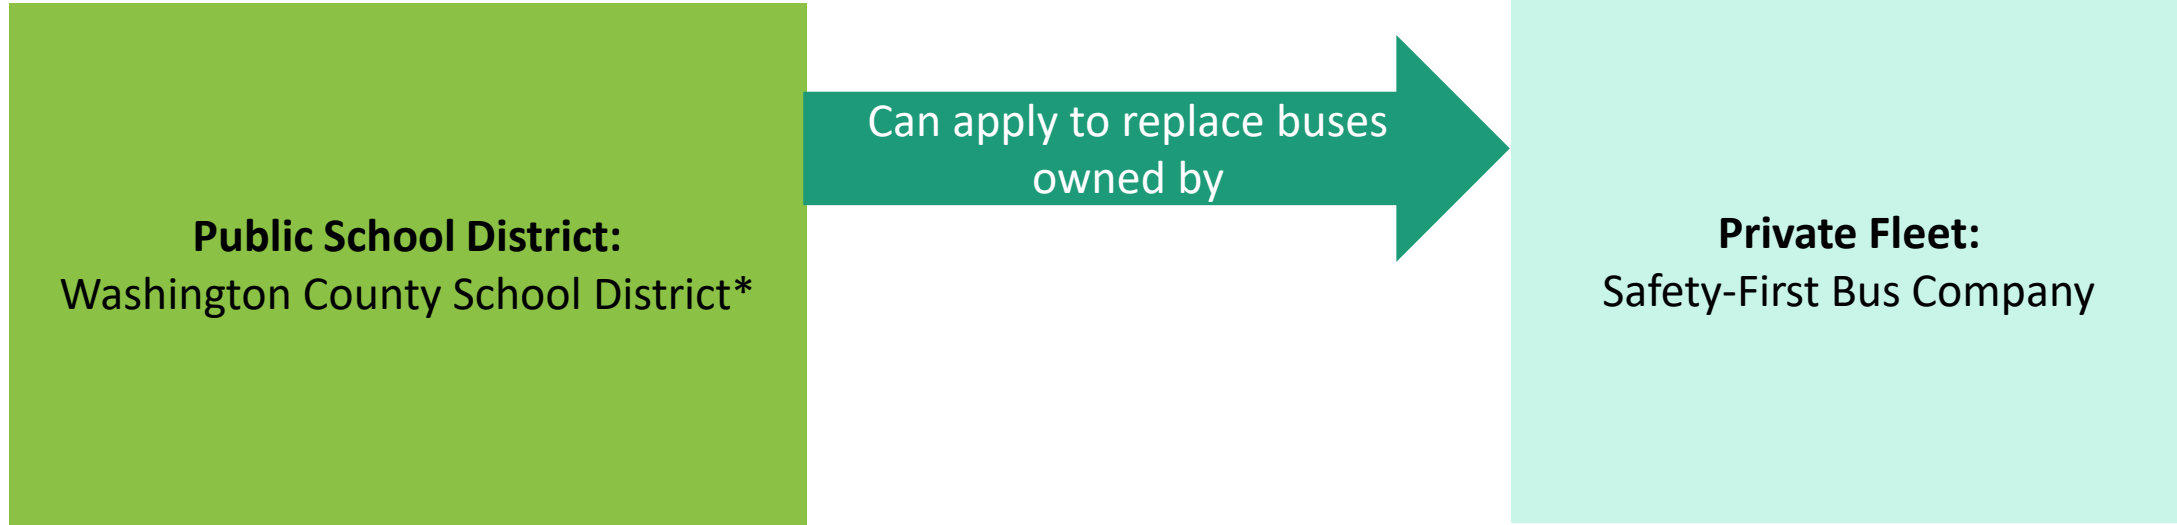 Public School District:
Washington County School District*
Can apply to replace buses
owned by
Private Fleet:
Safety-First Bus Company